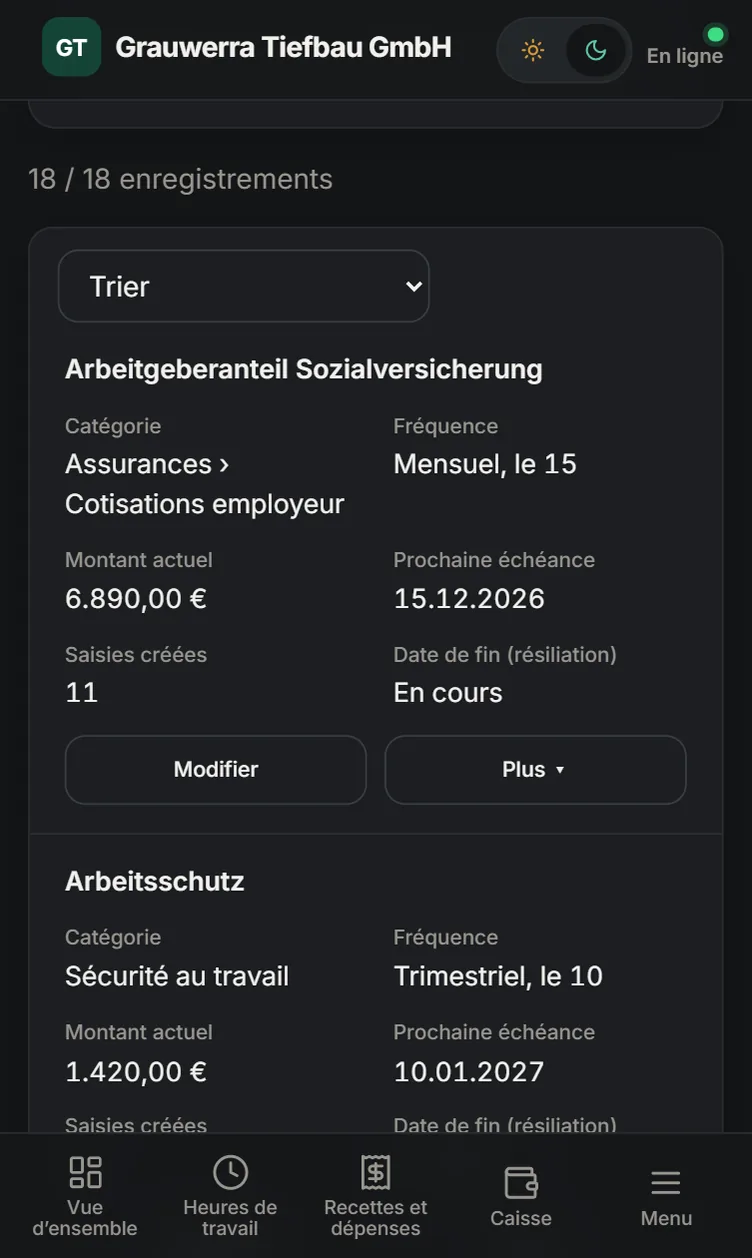 GT Grauwerra Tiefbau GmbH En ligne
18 / 18 enregistrements
Trier
Arbeitgeberanteil Sozialversicherung
Catégorie Fréquence
Assurances › Mensuel, le 15
Cotisations employeur
Montant actuel Prochaine échéance
6.890,00 € 15.12.2026
Saisies créées Date de fin (résiliation)
11 En cours
Modifier Plus ▾
Arbeitsschutz
Catégorie Fréquence
Sécurité au travail Trimestriel, le 10
Montant actuel Prochaine échéance
1.420,00 € 10.01.2027
Saisies créées Date de fin (résiliation)
Vue
d’ensemble
Heures de
travail
Recettes et
dépenses
Caisse
Menu